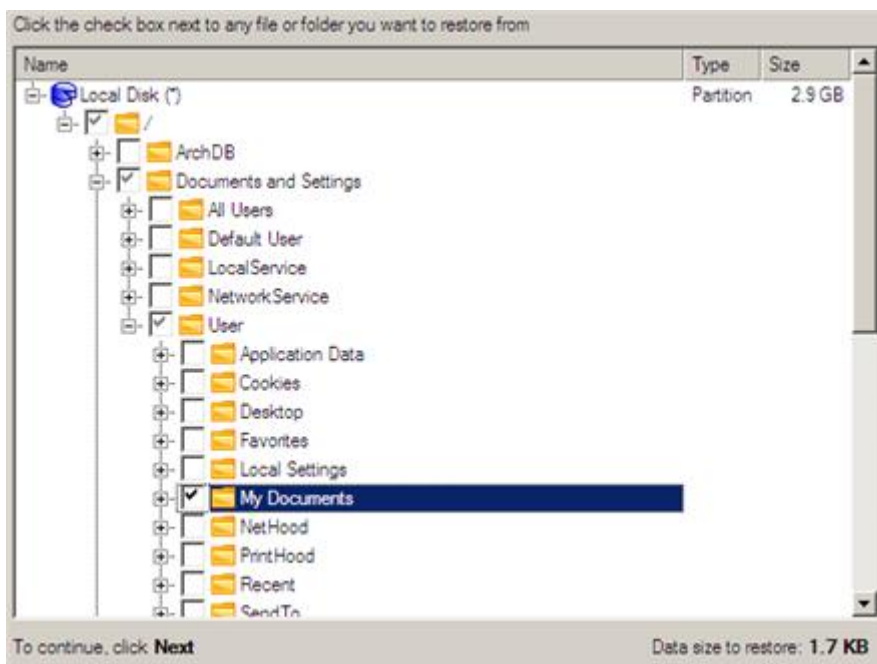 Click the check box next to any file or folder you want to restore from
Name Type Size
Local Disk (*) Partition 2.9 GB
/
ArchDB
Documents and Settings
All Users
Default User
LocalService
NetworkService
User
Application Data
Cookies
Desktop
Favorites
Local Settings
My Documents
NetHood
PrintHood
Recent
SendTo
To continue, click Next Data size to restore: 1.7 KB